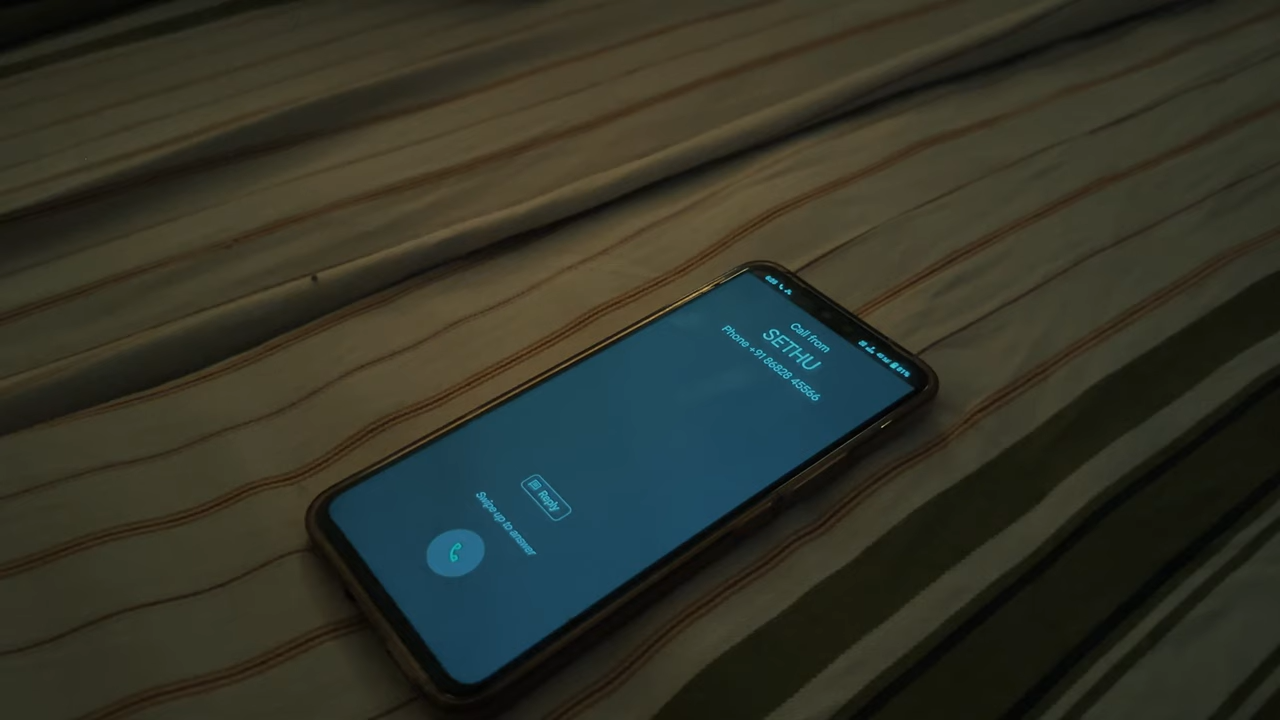 Call from
SETHU
Phone +91 86828 45566
Reply
Swipe up to answer